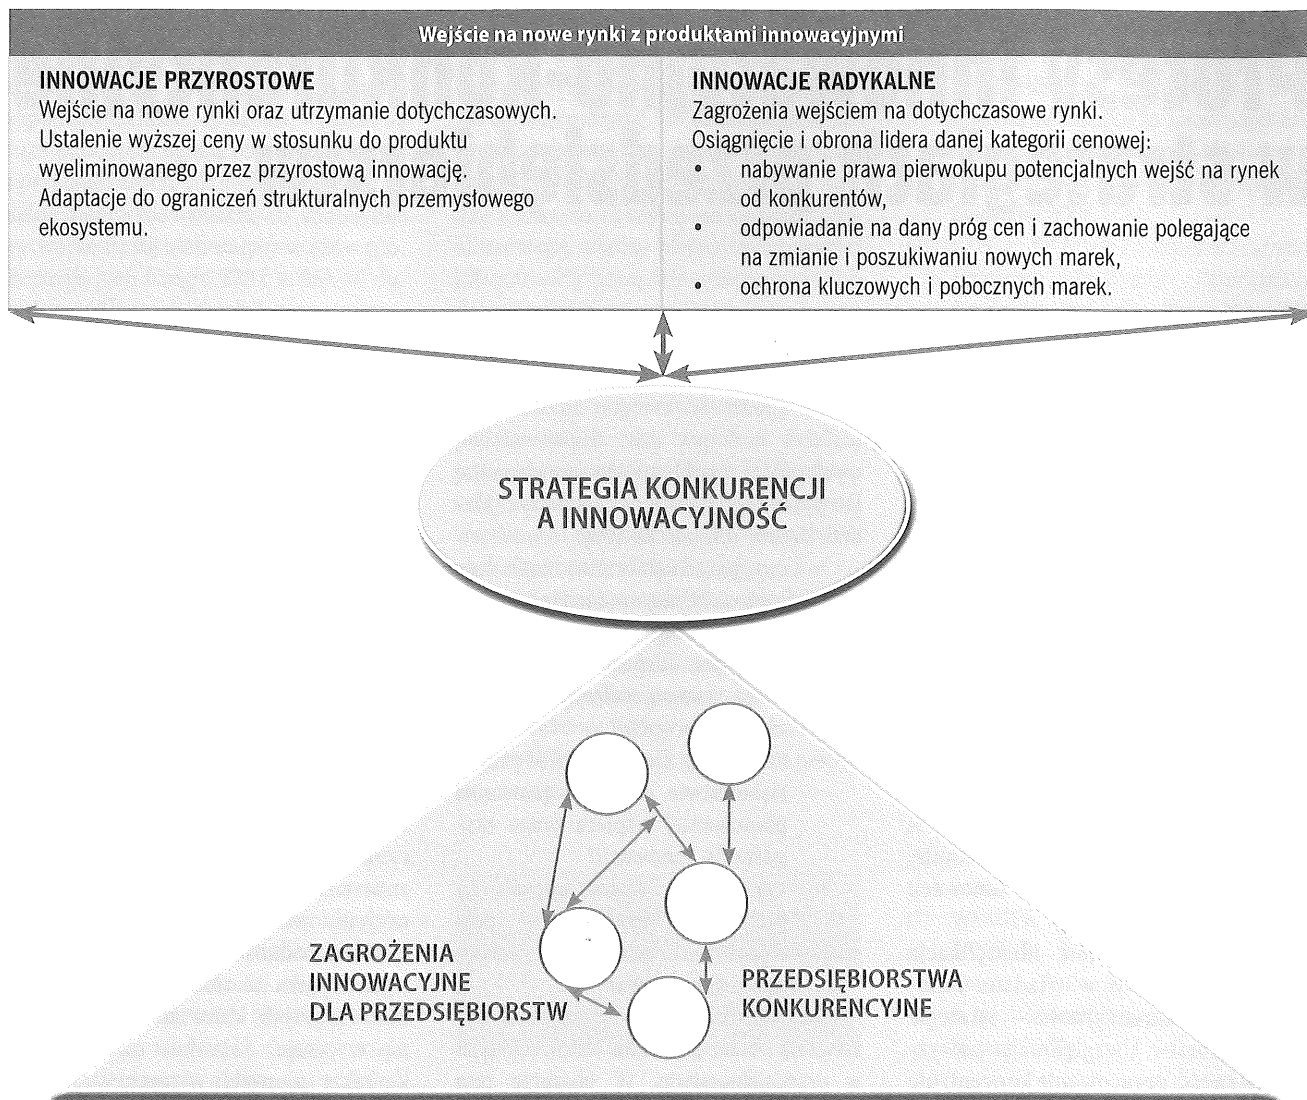 Wejście na nowe rynki z produktami innowacyjnymi
INNOWACJE PRZYROSTOWE
Wejście na nowe rynki oraz utrzymanie dotychczasowych.
Ustalenie wyższej ceny w stosunku do produktu
wyeliminowanego przez przyrostową innowację.
Adaptacje do ograniczeń strukturalnych przemysłowego
ekosystemu.
INNOWACJE RADYKALNE
Zagrożenia wejściem na dotychczasowe rynki.
Osiągnięcie i obrona lidera danej kategorii cenowej:
• nabywanie prawa pierwokupu potencjalnych wejść na rynek
od konkurentów,
• odpowiadanie na dany próg cen i zachowanie polegające
na zmianie i poszukiwaniu nowych marek,
• ochrona kluczowych i pobocznych marek.
STRATEGIA KONKURENCJI
A INNOWACYJNOŚĆ
ZAGROŻENIA
INNOWACYJNE
DLA PRZEDSIĘBIORSTW
PRZEDSIĘBIORSTWA
KONKURENCYJNE